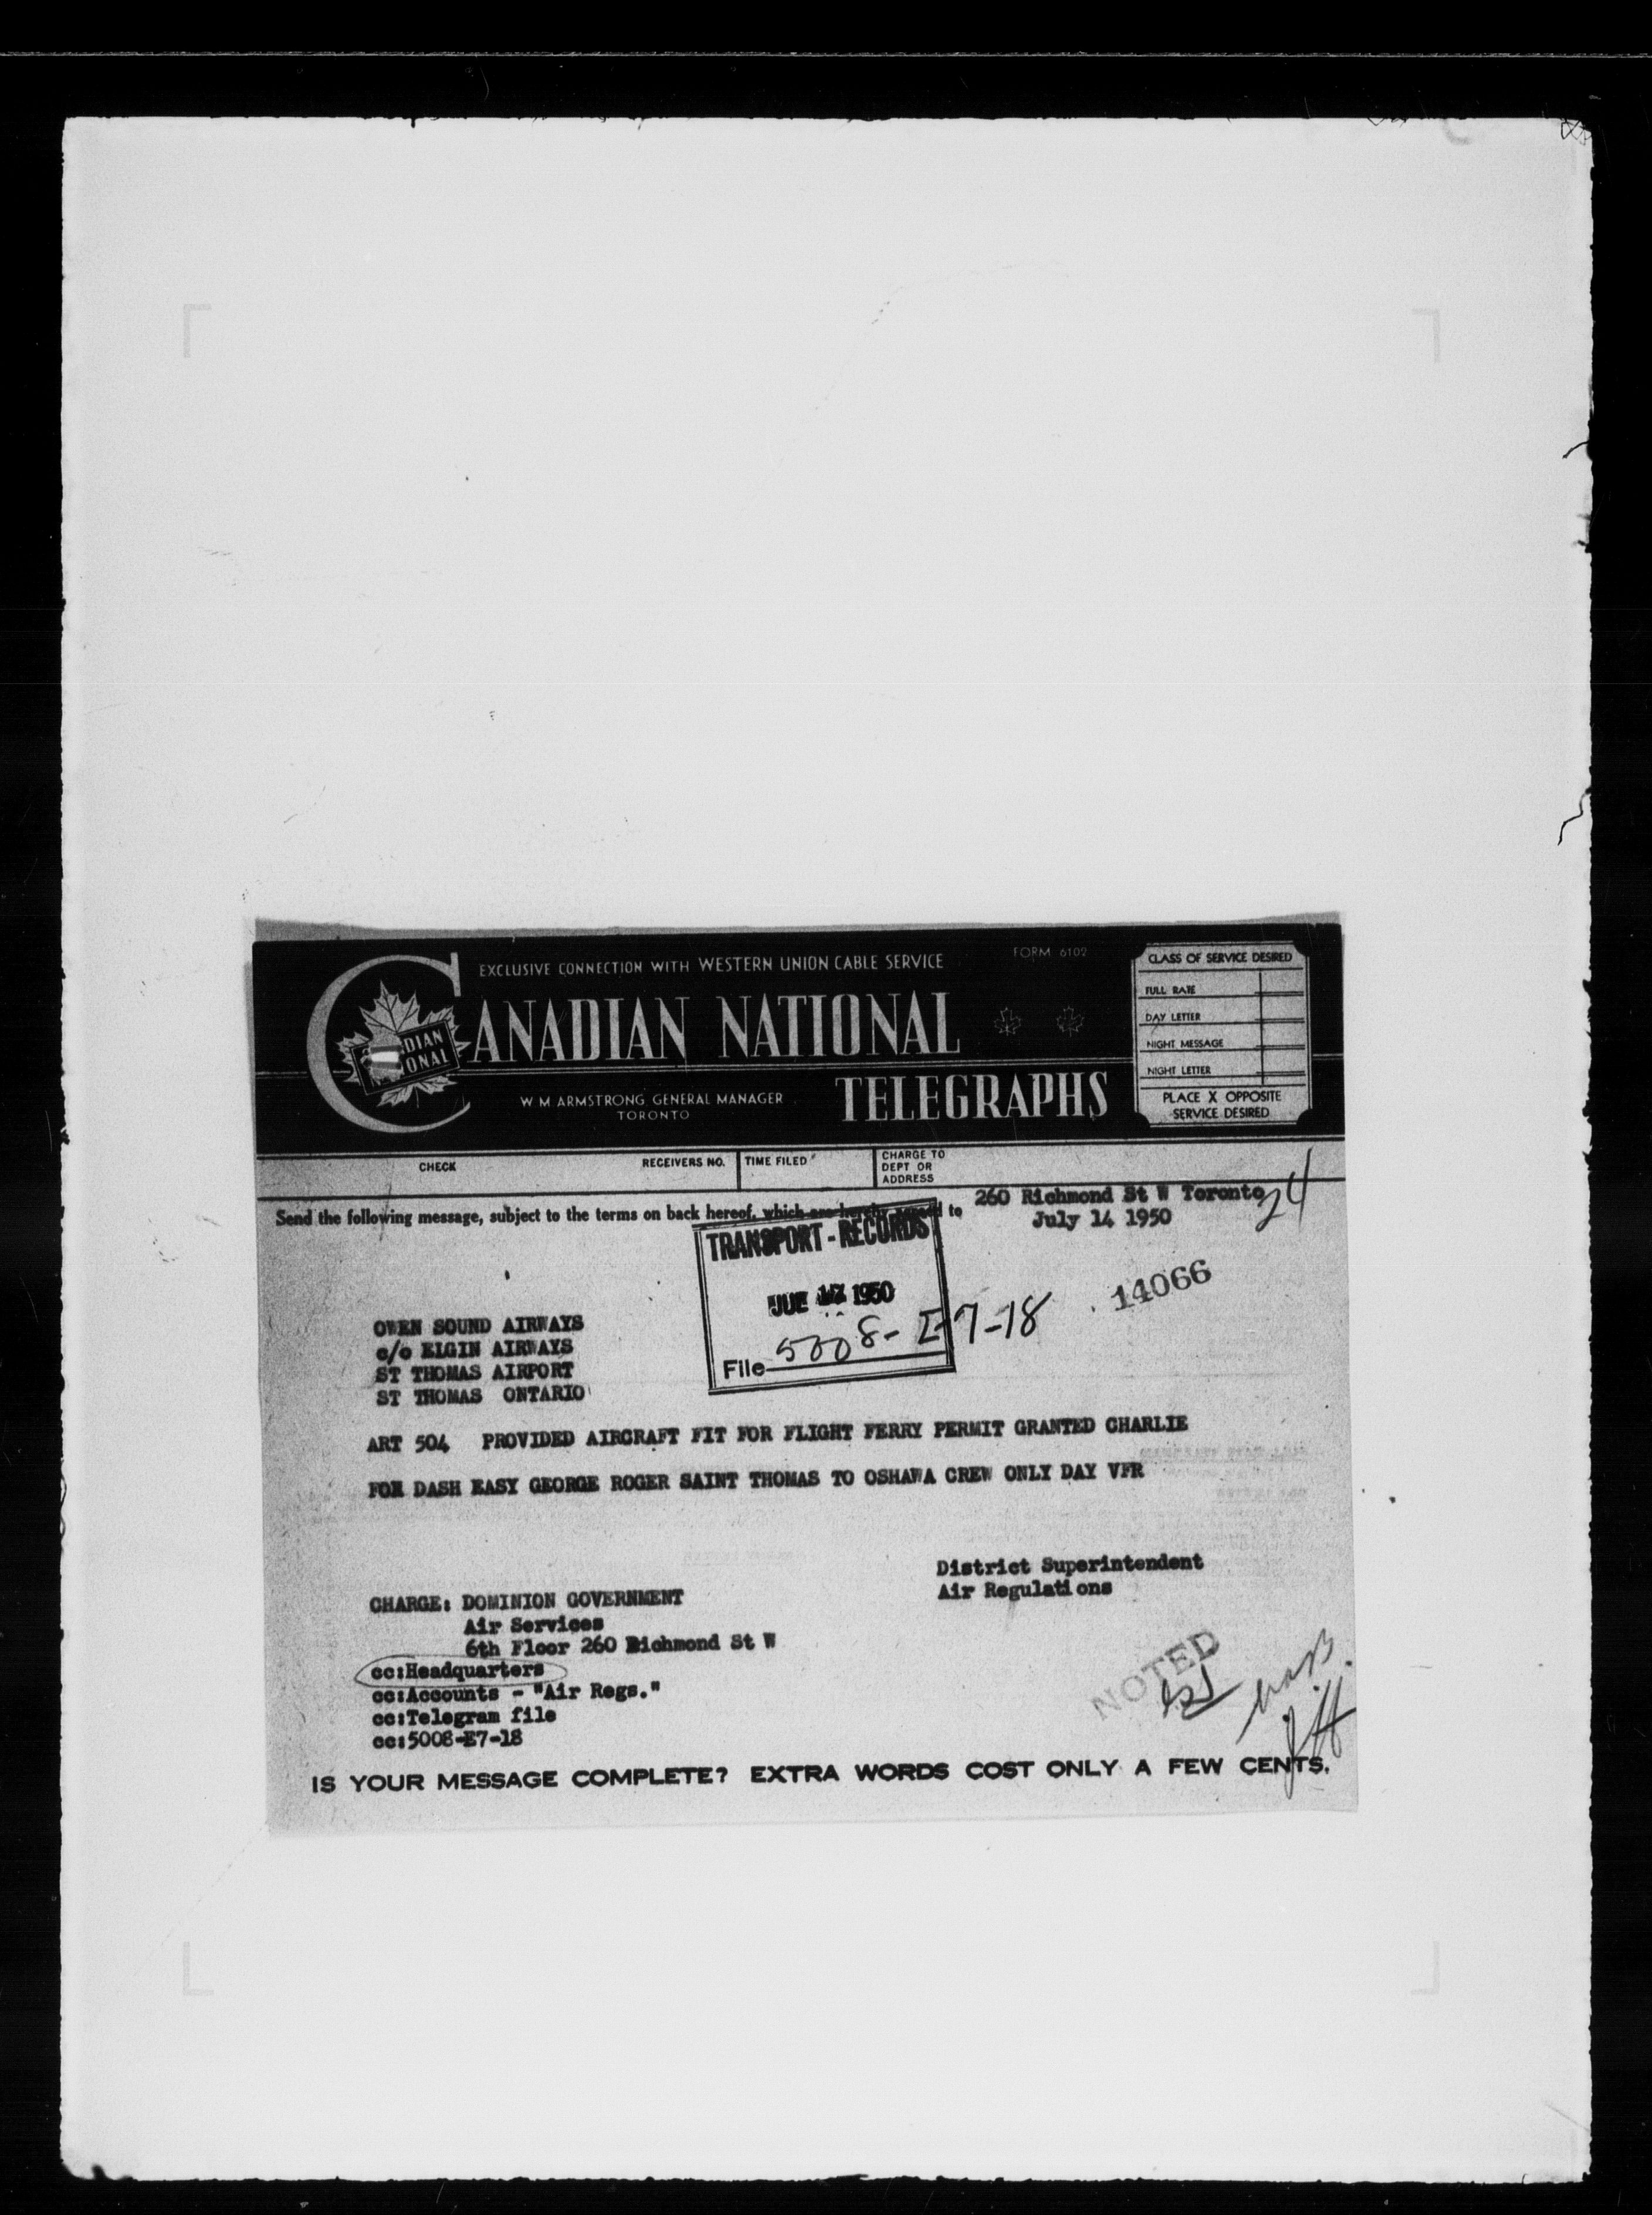 EXCLUSIVE CONNECTION WITH WESTERN UNION CABLE SERVICE
FORM 6102
CANADIAN NATIONAL
TELEGRAPHS
W M ARMSTRONG, GENERAL MANAGER
TORONTO
CLASS OF SERVICE DESIRED
FULL RATE
DAY LETTER
NIGHT MESSAGE
NIGHT LETTER
PLACE X OPPOSITE
SERVICE DESIRED
CHECK
RECEIVERS NO.
TIME FILED
CHARGE TO
DEPT OR
ADDRESS
260 Richmond St W Toronto
24
Send the following message, subject to the terms on back hereof, which are hereby agreed to
July 14 1950
TRANSPORT - RECORDS
1950
File 5008-E7-18
14066
OWEN SOUND AIRWAYS
c/o ELGIN AIRWAYS
ST THOMAS AIRPORT
ST THOMAS ONTARIO
ART 504 PROVIDED AIRCRAFT FIT FOR FLIGHT FERRY PERMIT GRANTED CHARLIE
FOX DASH EASY GEORGE ROGER SAINT THOMAS TO OSHAWA CREW ONLY DAY VFR
District Superintendent
Air Regulations
CHARGE: DOMINION GOVERNMENT
Air Services
6th Floor 260 Richmond St W
cc:Headquarters
cc:Accounts - "Air Regs."
cc:Telegram file
cc:5008-E7-18
NOTED
IS YOUR MESSAGE COMPLETE? EXTRA WORDS COST ONLY A FEW CENTS.